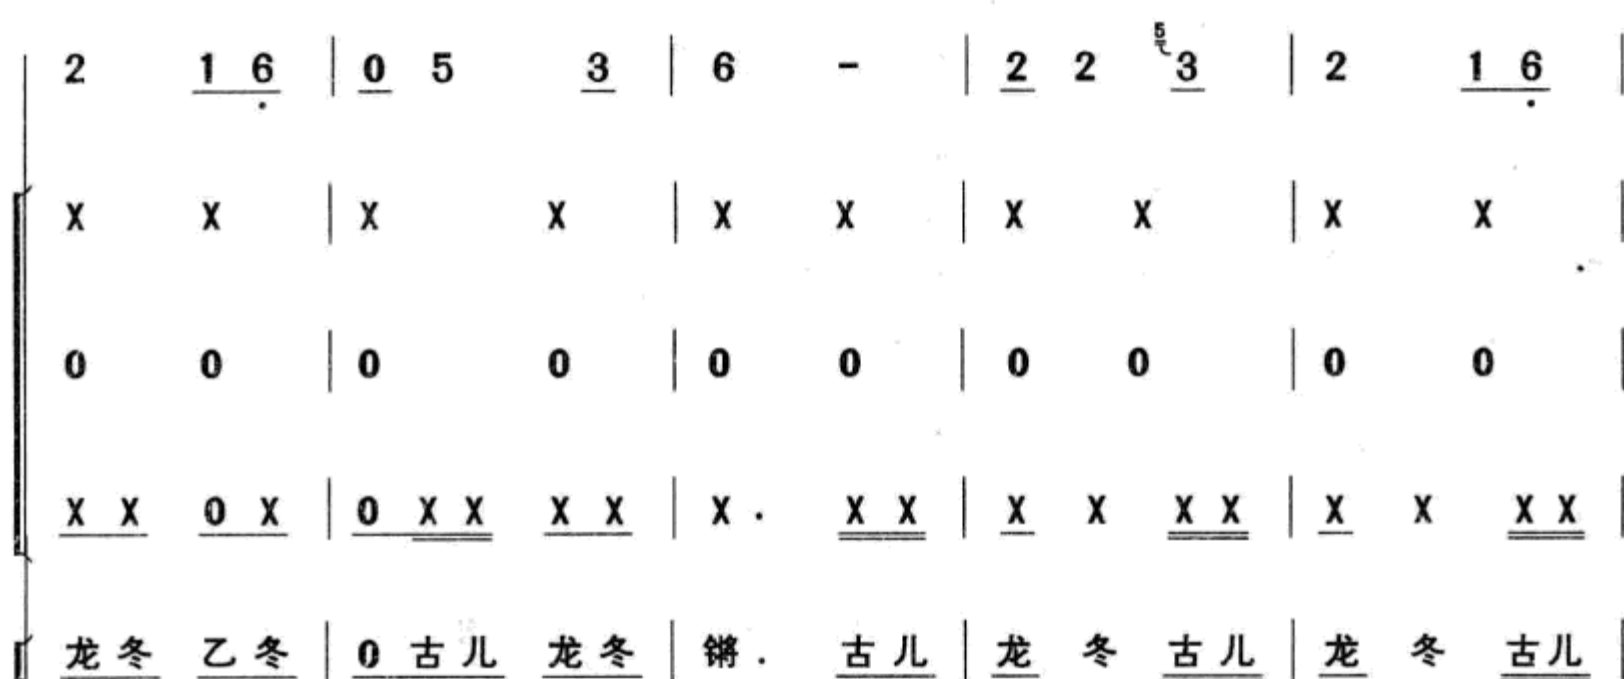 5
2 1 6 | 0 5 3 | 6 - | 2 2 3 | 2 1 6
X X | X X | X X | X X | X X
0 0 | 0 0 | 0 0 | 0 0 | 0 0
X X 0 X | 0 X X X X | X . X X | X X X X | X X X X
龙冬 乙冬 | 0 古儿 龙冬 | 锵 . 古儿 | 龙 冬 古儿 | 龙 冬 古儿